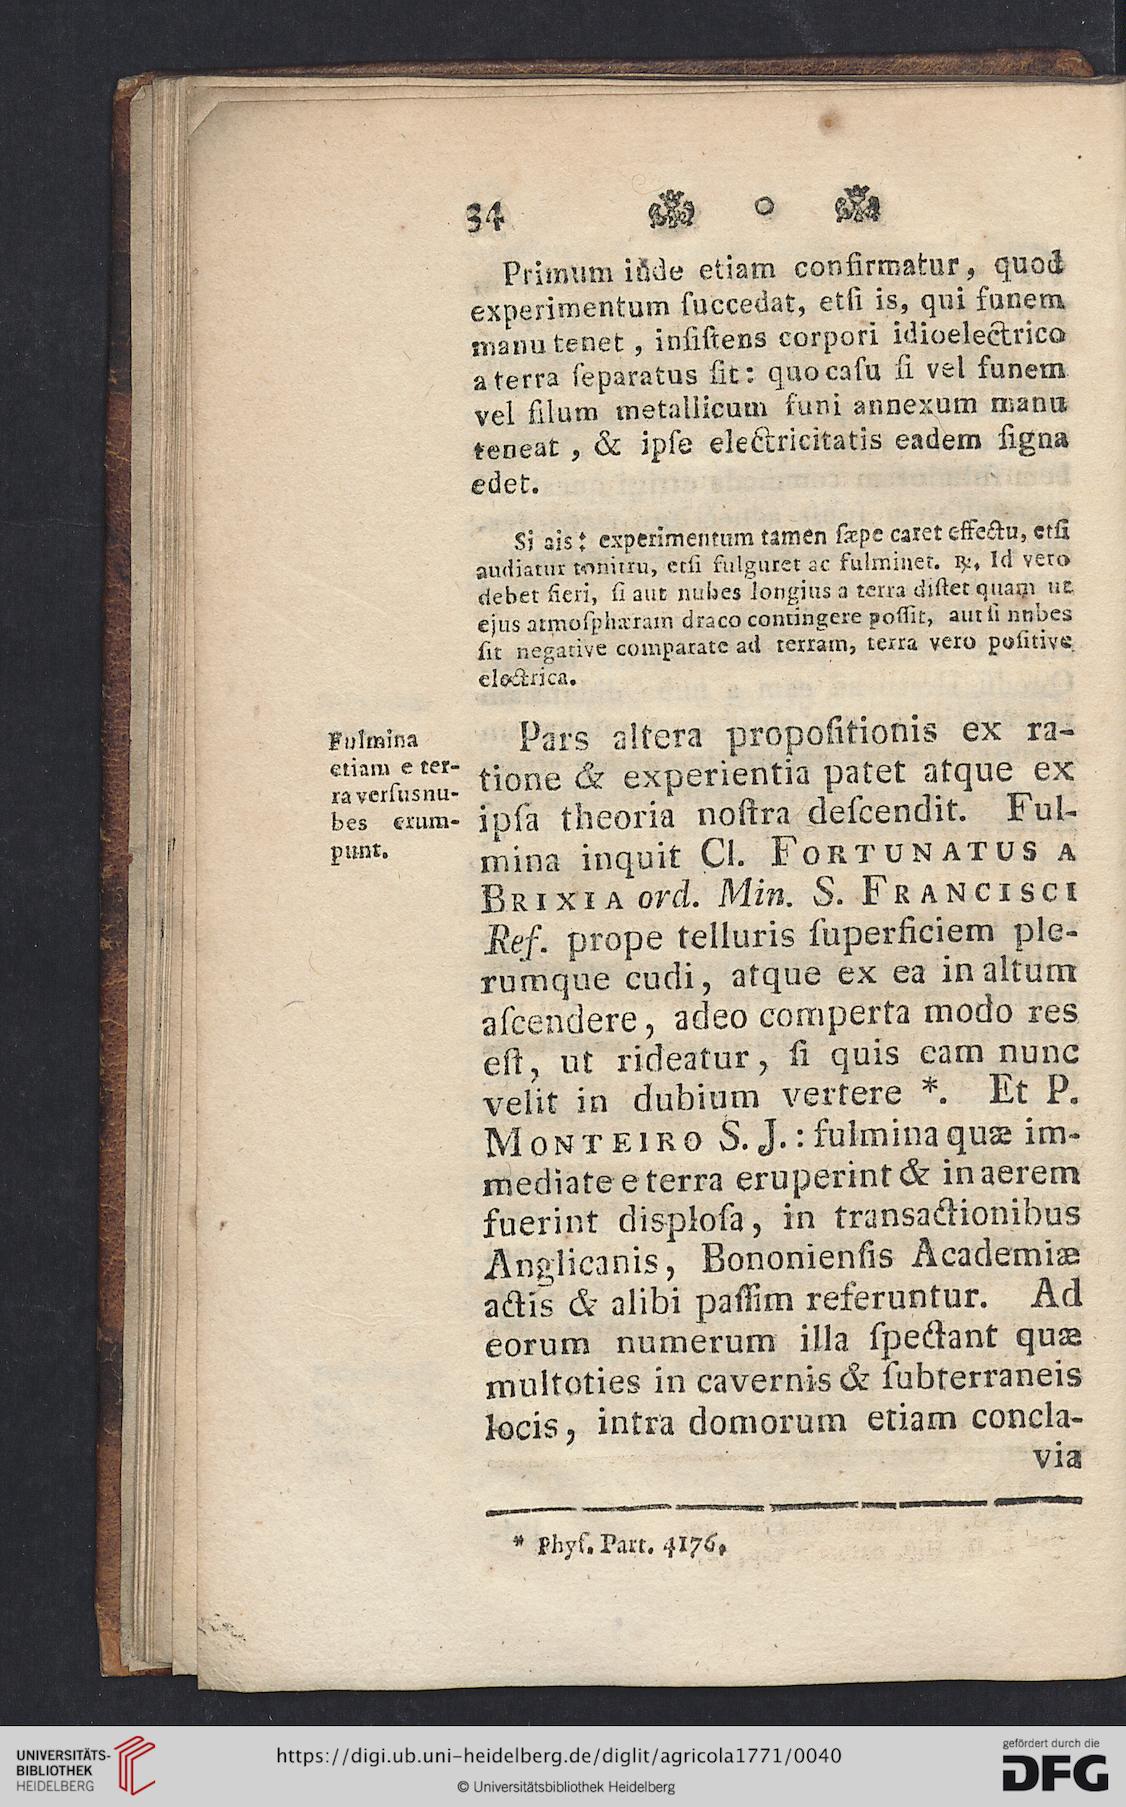 34 o
Primum inde etiam confirmatur, quod
experimentum ſuccedat, etſi is, qui funem
manu tenet, inſiſtens corpori idioelectrico
a terra ſeparatus ſit: quo caſu ſi vel funem
vel filum metallicum funi annexum manu
teneat, & ipſe electricitatis eadem ſigna
edet.
Si ais: experimentum tamen ſæpe caret effectu, etſi
audiatur tonitru, etſi fulguret ac fulminet. ℞. Id vero
debet fieri, ſi aut nubes longius a terra diſtet quam ut
ejus atmoſphæram draco contingere poſſit, aut ſi nnbes
ſit negative comparate ad terram, terra vero poſitive
electrica.
Fulmina
etiam e ter-
ra verſus nu-
bes erum-
punt.
Pars altera propoſitionis ex ra-
tione & experientia patet atque ex
ipſa theoria noſtra deſcendit. Ful-
mina inquit Cl. FORTUNATUS A
BRIXIA ord. Min. S. FRANCISCI
Ref. prope telluris ſuperficiem ple-
rumque cudi, atque ex ea in altum
aſcendere, adeo comperta modo res
eſt, ut rideatur, ſi quis eam nunc
velit in dubium vertere *. Et P.
MONTEIRO S. J.: fulmina quæ im-
mediate e terra eruperint & in aerem
fuerint disploſa, in transactionibus
Anglicanis, Bononienſis Academiæ
actis & alibi paſſim referuntur. Ad
eorum numerum illa ſpectant quæ
multoties in cavernis & ſubterraneis
locis, intra domorum etiam concla-
via
* Phyſ. Part. 4176.
UNIVERSITÄTS-
BIBLIOTHEK
HEIDELBERG
https://digi.ub.uni-heidelberg.de/diglit/agricola1771/0040
© Universitätsbibliothek Heidelberg
gefördert durch die
DFG